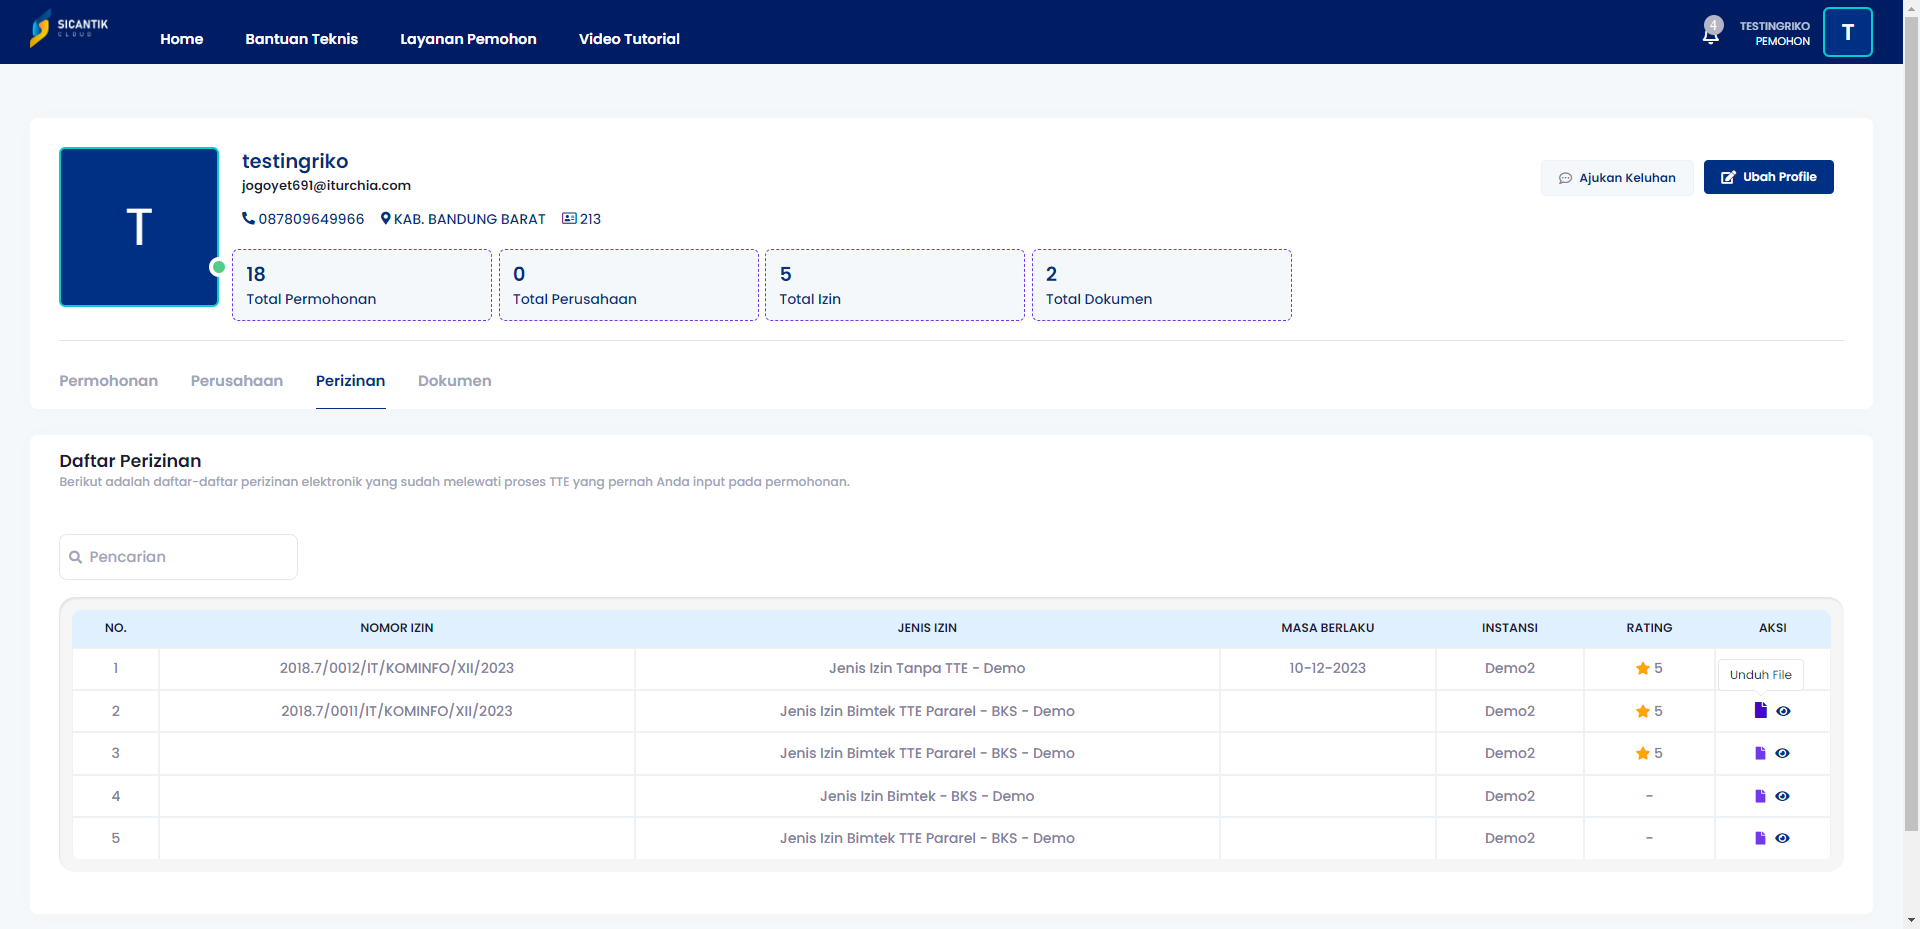 SICANTIK
CLOUD
Home
Bantuan Teknis
Layanan Pemohon
Video Tutorial
4
TESTINGRIKO
PEMOHON
T
T
testingriko
jogoyet691@iturchia.com
087809649966
KAB. BANDUNG BARAT
213
Ajukan Keluhan
Ubah Profile
18
Total Permohonan
0
Total Perusahaan
5
Total Izin
2
Total Dokumen
Permohonan
Perusahaan
Perizinan
Dokumen
Daftar Perizinan
Berikut adalah daftar-daftar perizinan elektronik yang sudah melewati proses TTE yang pernah Anda input pada permohonan.
Pencarian
NO. NOMOR IZIN JENIS IZIN MASA BERLAKU INSTANSI RATING AKSI
1 2018.7/0012/IT/KOMINFO/XII/2023 Jenis Izin Tanpa TTE - Demo 10-12-2023 Demo2 5
Unduh File
2 2018.7/0011/IT/KOMINFO/XII/2023 Jenis Izin Bimtek TTE Pararel - BKS - Demo Demo2 5
3 Jenis Izin Bimtek TTE Pararel - BKS - Demo Demo2 5
4 Jenis Izin Bimtek - BKS - Demo Demo2 -
5 Jenis Izin Bimtek TTE Pararel - BKS - Demo Demo2 -